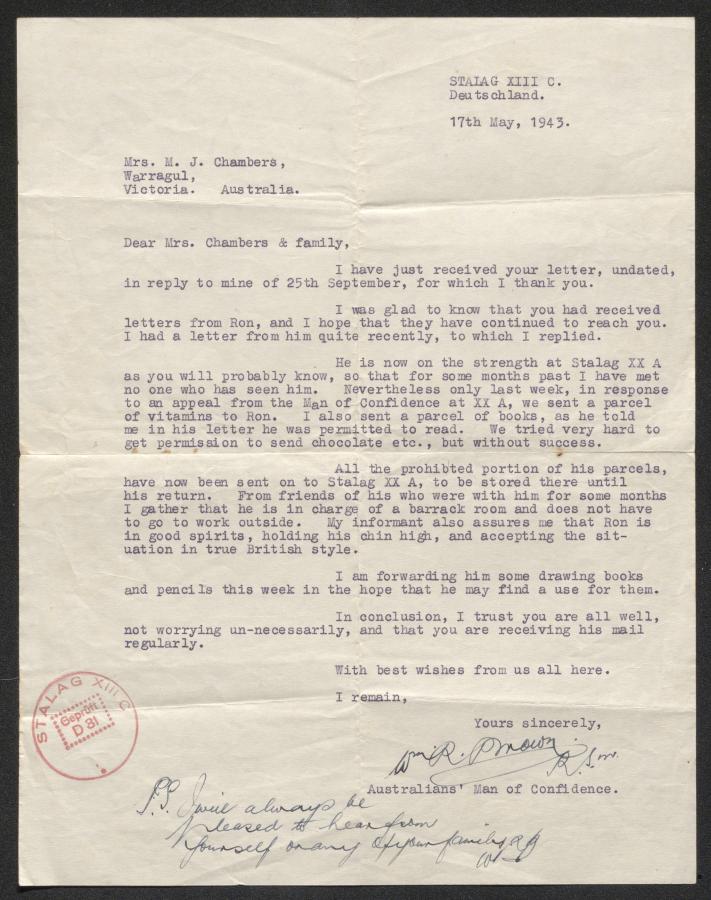 STALAG XIII C.
Deutschland.
17th May, 1943.
Mrs. M. J. Chambers,
Warragul,
Victoria. Australia.
Dear Mrs. Chambers & family,
I have just received your letter, undated,
in reply to mine of 25th September, for which I thank you.
I was glad to know that you had received
letters from Ron, and I hope that they have continued to reach you.
I had a letter from him quite recently, to which I replied.
He is now on the strength at Stalag XX A
as you will probably know, so that for some months past I have met
no one who has seen him. Nevertheless only last week, in response
to an appeal from the Man of Confidence at XX A, we sent a parcel
of vitamins to Ron. I also sent a parcel of books, as he told
me in his letter he was permitted to read. We tried very hard to
get permission to send chocolate etc., but without success.
All the prohibted portion of his parcels,
have now been sent on to Stalag XX A, to be stored there until
his return. From friends of his who were with him for some months
I gather that he is in charge of a barrack room and does not have
to go to work outside. My informant also assures me that Ron is
in good spirits, holding his chin high, and accepting the sit-
uation in true British style.
I am forwarding him some drawing books
and pencils this week in the hope that he may find a use for them.
In conclusion, I trust you are all well,
not worrying un-necessarily, and that you are receiving his mail
regularly.
With best wishes from us all here.
I remain,
Yours sincerely,
Wm R. Brown. R.S.M.
Australians' Man of Confidence.
STALAG XIII C
Geprüft
D 31
P.S. I will always be
pleased to hear from
yourself or any of your family